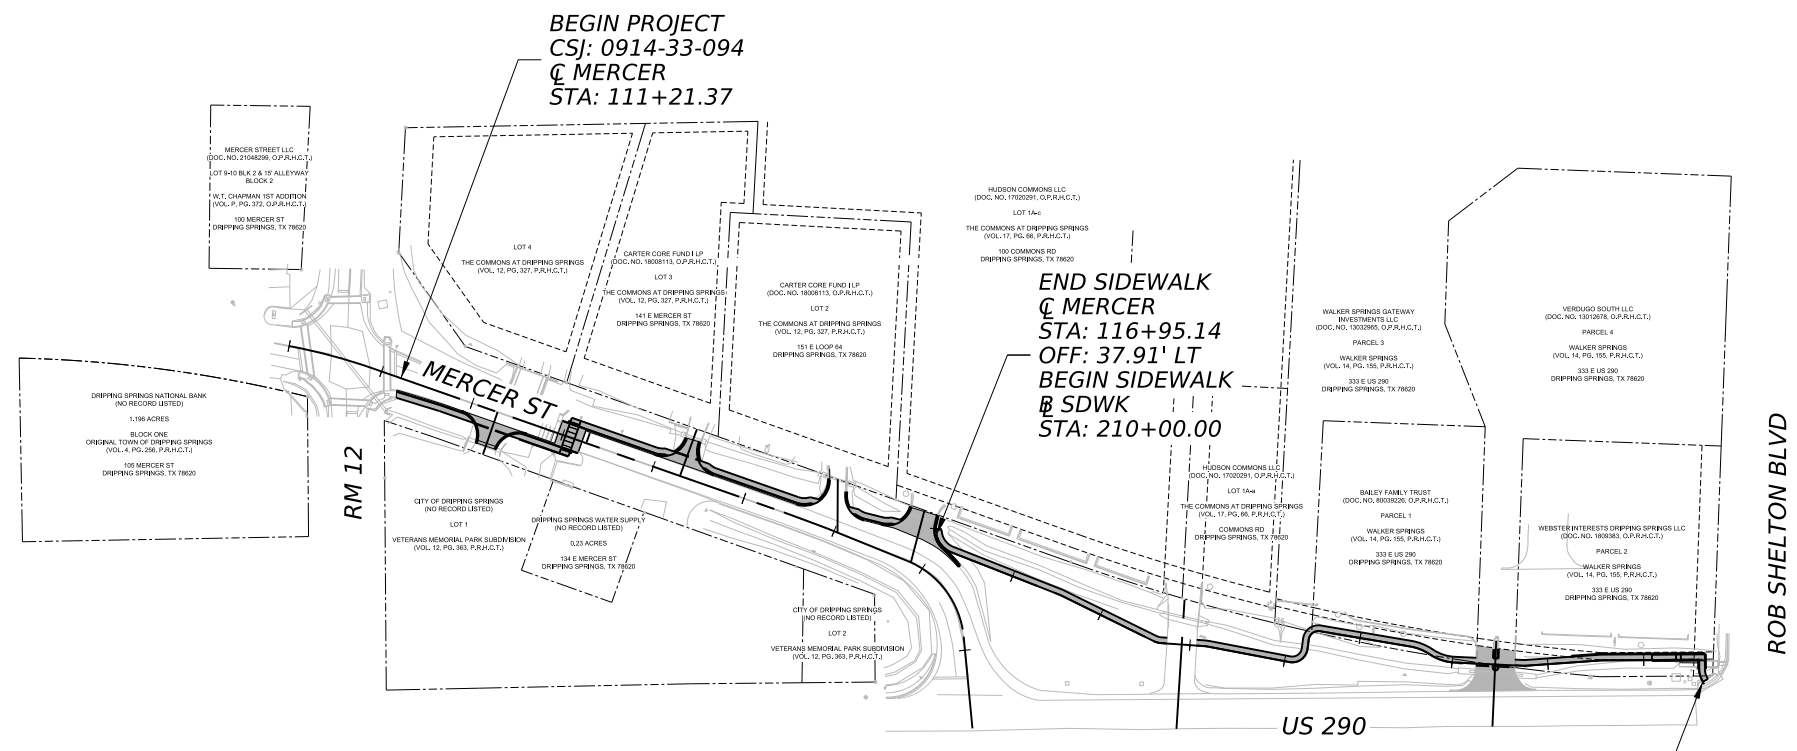 BEGIN PROJECT
CSJ: 0914-33-094
℄ MERCER
STA: 111+21.37
MERCER STREET LLC
(DOC. NO. 21048299, O.P.R.H.C.T.)
LOT 9-10 BLK 2 & 15' ALLEYWAY
BLOCK 2
W.T. CHAPMAN 1ST ADDITION
(VOL. P, PG. 372, O.P.R.H.C.T.)
100 MERCER ST
DRIPPING SPRINGS, TX 78620
LOT 4
THE COMMONS AT DRIPPING SPRINGS
(VOL. 12, PG. 327, P.R.H.C.T.)
CARTER CORE FUND I LP
(DOC. NO. 18008113, O.P.R.H.C.T.)
LOT 3
THE COMMONS AT DRIPPING SPRINGS
(VOL. 12, PG. 327, P.R.H.C.T.)
141 E MERCER ST
DRIPPING SPRINGS, TX 78620
CARTER CORE FUND I LP
(DOC. NO. 18008113, O.P.R.H.C.T.)
LOT 2
THE COMMONS AT DRIPPING SPRINGS
(VOL. 12, PG. 327, P.R.H.C.T.)
151 E LOOP 64
DRIPPING SPRINGS, TX 78620
HUDSON COMMONS LLC
(DOC. NO. 17020291, O.P.R.H.C.T.)
LOT 1A-c
THE COMMONS AT DRIPPING SPRINGS
(VOL. 17, PG. 66, P.R.H.C.T.)
100 COMMONS RD
DRIPPING SPRINGS, TX 78620
END SIDEWALK
℄ MERCER
STA: 116+95.14
OFF: 37.91' LT
BEGIN SIDEWALK
BL SDWK
STA: 210+00.00
WALKER SPRINGS GATEWAY
INVESTMENTS LLC
(DOC. NO. 13032965, O.P.R.H.C.T.)
PARCEL 3
WALKER SPRINGS
(VOL. 14, PG. 155, P.R.H.C.T.)
333 E US 290
DRIPPING SPRINGS, TX 78620
VERDUGO SOUTH LLC
(DOC. NO. 13012678, O.P.R.H.C.T.)
PARCEL 4
WALKER SPRINGS
(VOL. 14, PG. 155, P.R.H.C.T.)
333 E US 290
DRIPPING SPRINGS, TX 78620
DRIPPING SPRINGS NATIONAL BANK
(NO RECORD LISTED)
1.196 ACRES
BLOCK ONE
ORIGINAL TOWN OF DRIPPING SPRINGS
(VOL. 4, PG. 256, P.R.H.C.T.)
105 MERCER ST
DRIPPING SPRINGS, TX 78620
MERCER ST
RM 12
CITY OF DRIPPING SPRINGS
(NO RECORD LISTED)
LOT 1
VETERANS MEMORIAL PARK SUBDIVISION
(VOL. 12, PG. 363, P.R.H.C.T.)
DRIPPING SPRINGS WATER SUPPLY
(NO RECORD LISTED)
0.23 ACRES
134 E MERCER ST
DRIPPING SPRINGS, TX 78620
CITY OF DRIPPING SPRINGS
(NO RECORD LISTED)
LOT 2
VETERANS MEMORIAL PARK SUBDIVISION
(VOL. 12, PG. 363, P.R.H.C.T.)
HUDSON COMMONS LLC
(DOC. NO. 17020291, O.P.R.H.C.T.)
LOT 1A-a
THE COMMONS AT DRIPPING SPRINGS
(VOL. 17, PG. 66, P.R.H.C.T.)
COMMONS RD
DRIPPING SPRINGS, TX 78620
BAILEY FAMILY TRUST
(DOC. NO. 80039226, O.P.R.H.C.T.)
PARCEL 1
WALKER SPRINGS
(VOL. 14, PG. 155, P.R.H.C.T.)
333 E US 290
DRIPPING SPRINGS, TX 78620
WEBSTER INTERESTS DRIPPING SPRINGS LLC
(DOC. NO. 1809383, O.P.R.H.C.T.)
PARCEL 2
WALKER SPRINGS
(VOL. 14, PG. 155, P.R.H.C.T.)
333 E US 290
DRIPPING SPRINGS, TX 78620
ROB SHELTON BLVD
US 290